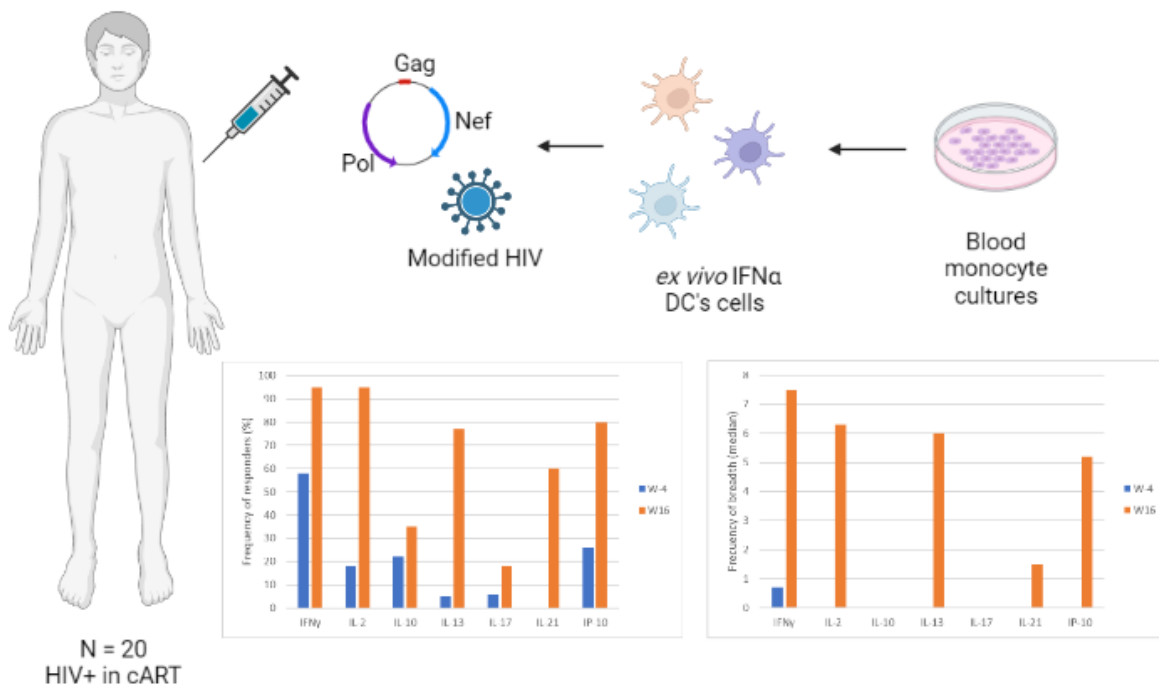 Gag
Nef
Pol
Modified HIV
ex vivo IFNα
DC's cells
Blood
monocyte
cultures
N = 20
HIV+ in cART
Frequency of responders (%)
100
90
80
70
60
50
40
30
20
10
0
IFNγ IL-2 IL-10 IL-13 IL-17 IL-21 IP-10
W-4
W16
Frecuency of breadth (median)
8
7
6
5
4
3
2
1
0
IFNγ IL-2 IL-10 IL-13 IL-17 IL-21 IP-10
W-4
W16